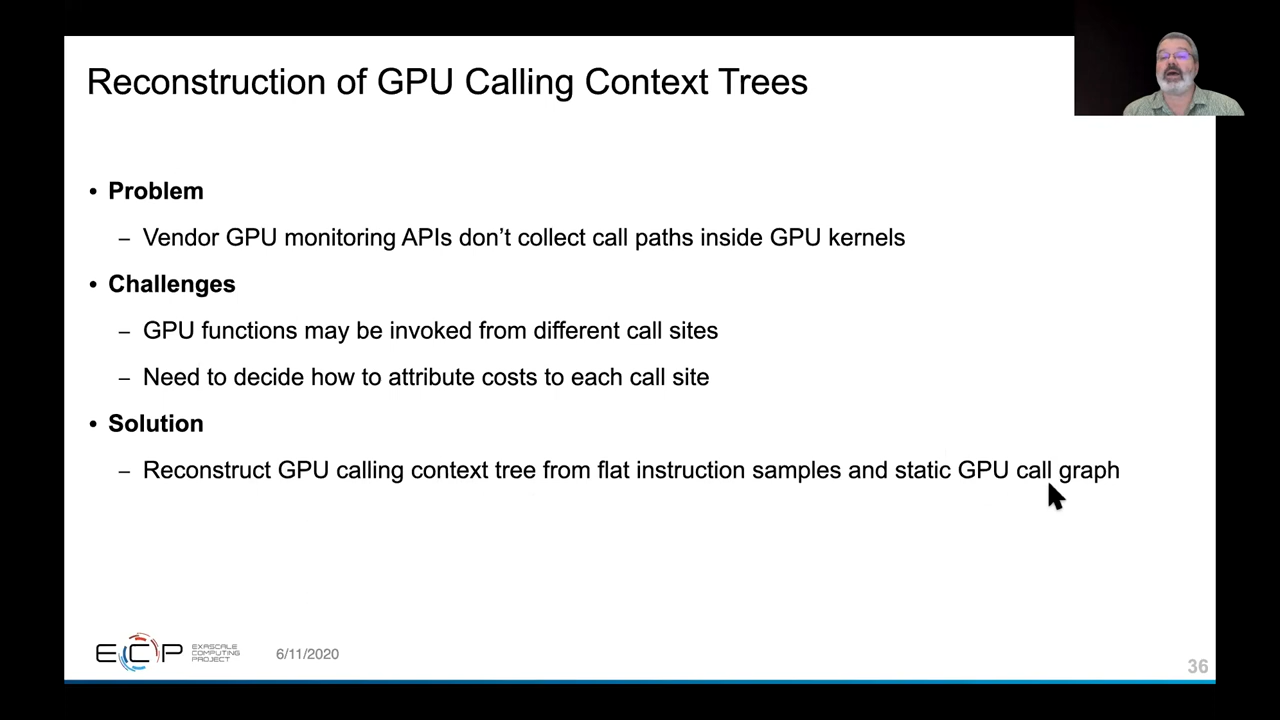 Reconstruction of GPU Calling Context Trees
• Problem
– Vendor GPU monitoring APIs don’t collect call paths inside GPU kernels
• Challenges
– GPU functions may be invoked from different call sites
– Need to decide how to attribute costs to each call site
• Solution
– Reconstruct GPU calling context tree from flat instruction samples and static GPU call graph
ECP
EXASCALE
COMPUTING
PROJECT
6/11/2020
36